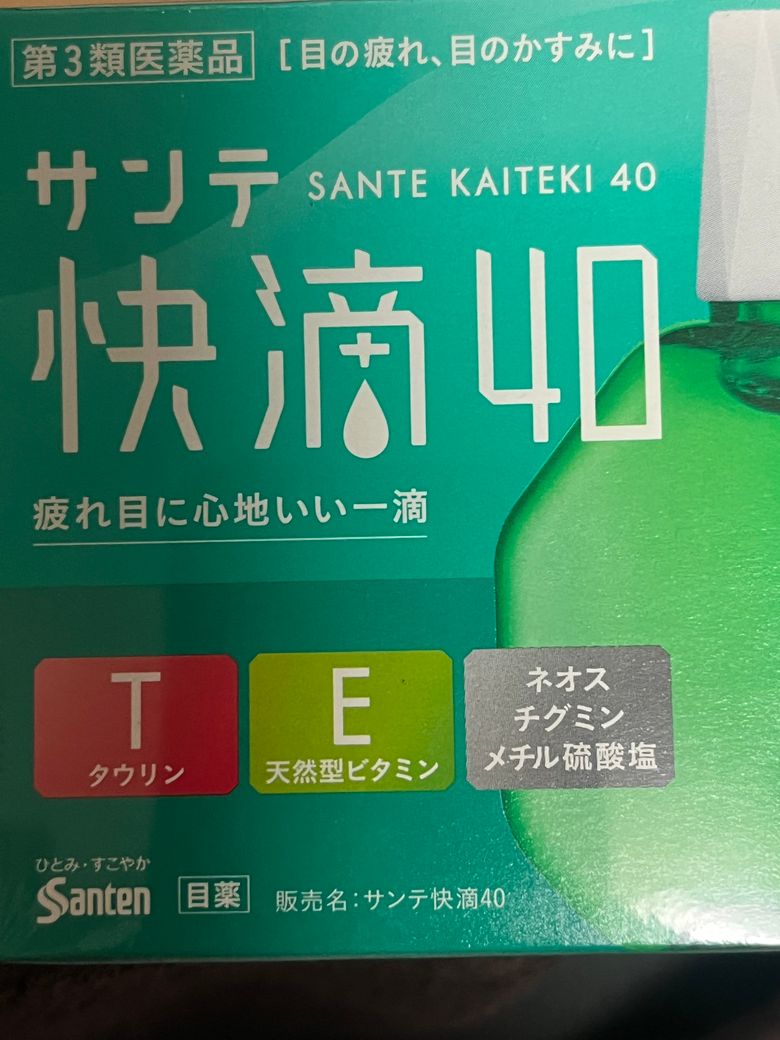 第3類医薬品 [目の疲れ、目のかすみに]
サンテ SANTE KAITEKI 40
快滴40
疲れ目に心地いい一滴
T
タウリン
E
天然型ビタミン
ネオス
チグミン
メチル硫酸塩
ひとみ・すこやか
Santen 目薬 販売名:サンテ快滴40